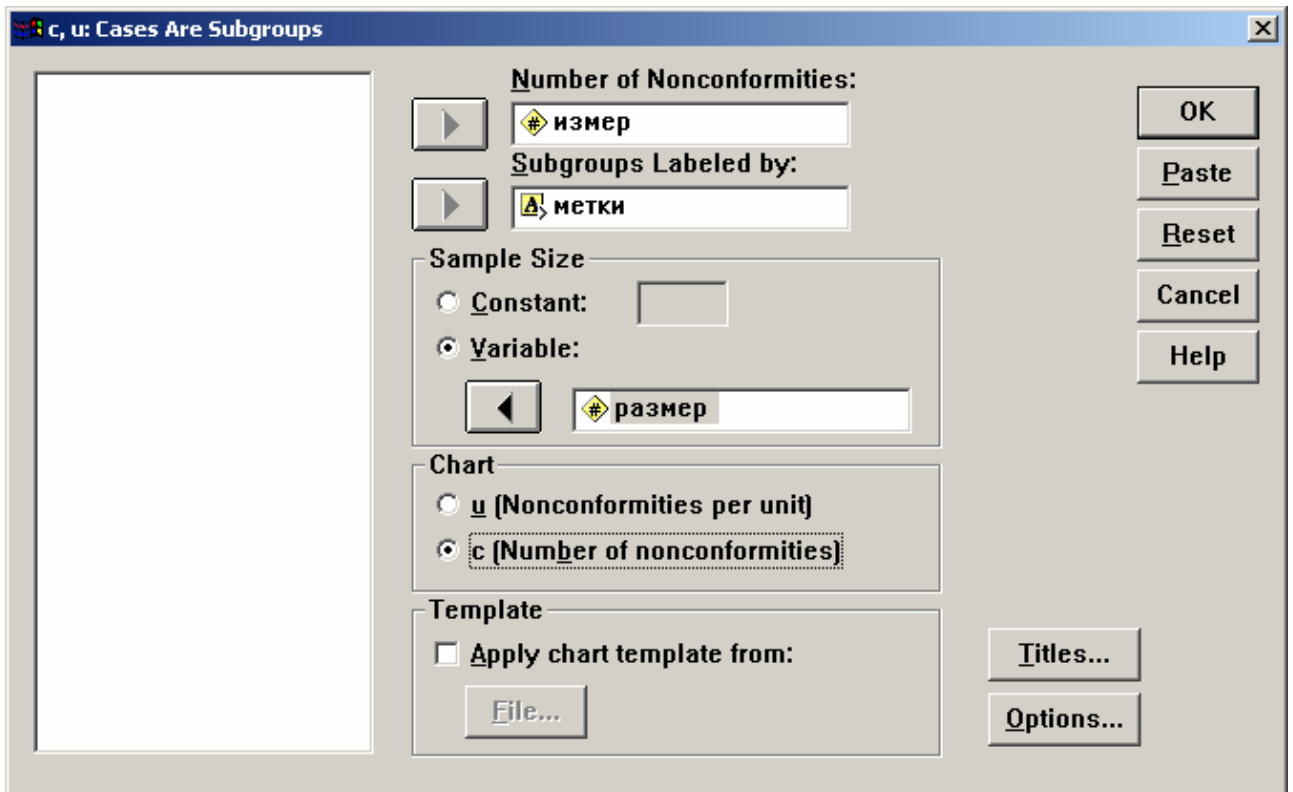 c, u: Cases Are Subgroups
Number of Nonconformities:
# измер
Subgroups Labeled by:
A метки
Sample Size
Constant:
Variable:
# размер
Chart
u (Nonconformities per unit)
c (Number of nonconformities)
Template
Apply chart template from:
File...
OK
Paste
Reset
Cancel
Help
Titles...
Options...